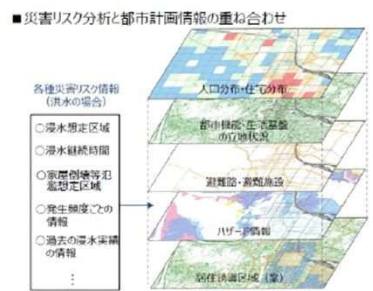 ■災害リスク分析と都市計画情報の重ね合わせ
各種災害リスク情報
(洪水の場合)
○浸水想定区域
○浸水継続時間
○家屋倒壊等氾
濫想定区域
○発生頻度ごとの
情報
○過去の浸水実績
の情報
⋮
人口分布・住宅分布
都市機能・生活基盤
の立地状況
避難路・避難施設
ハザード情報
居住誘導区域(案)